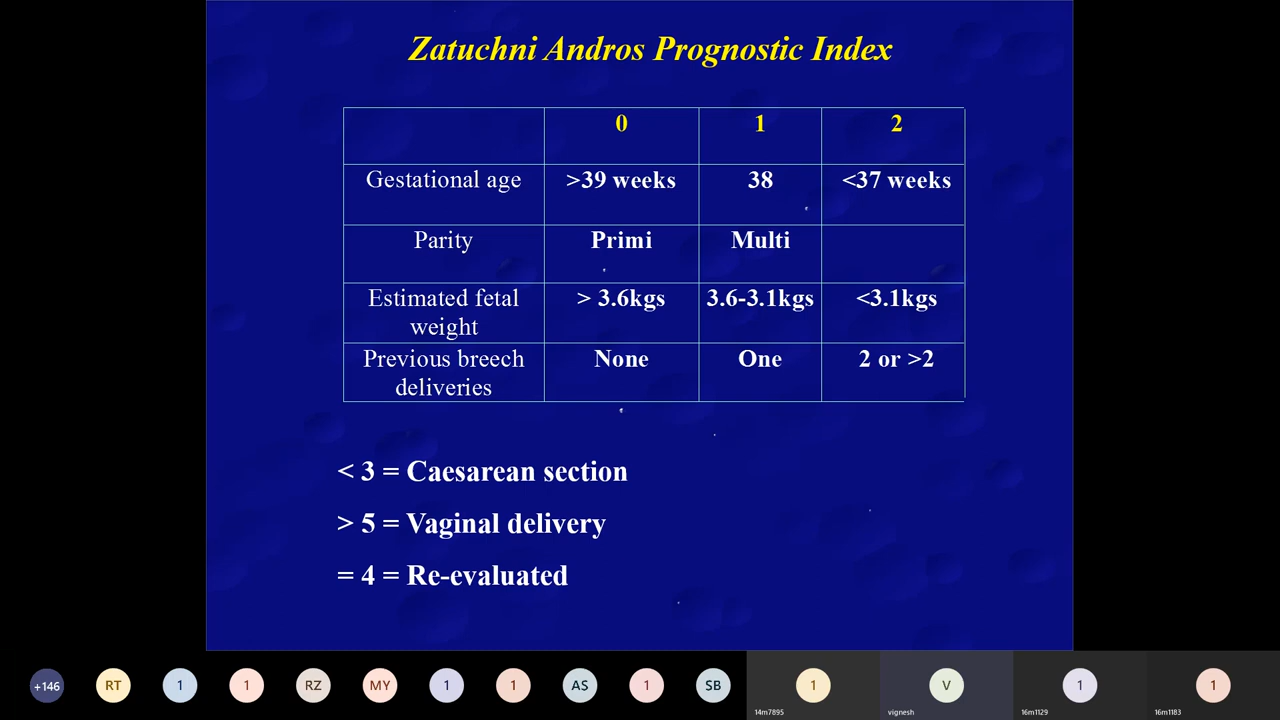 Zatuchni Andros Prognostic Index
0 1 2
Gestational age >39 weeks 38 <37 weeks
Parity Primi Multi
Estimated fetal weight > 3.6kgs 3.6-3.1kgs <3.1kgs
Previous breech deliveries None One 2 or >2
< 3 = Caesarean section
> 5 = Vaginal delivery
= 4 = Re-evaluated
+146 RT 1 1 RZ MY 1 1 AS 1 SB 1 V 1 1
14m7895 vignesh 16m1129 16m1183